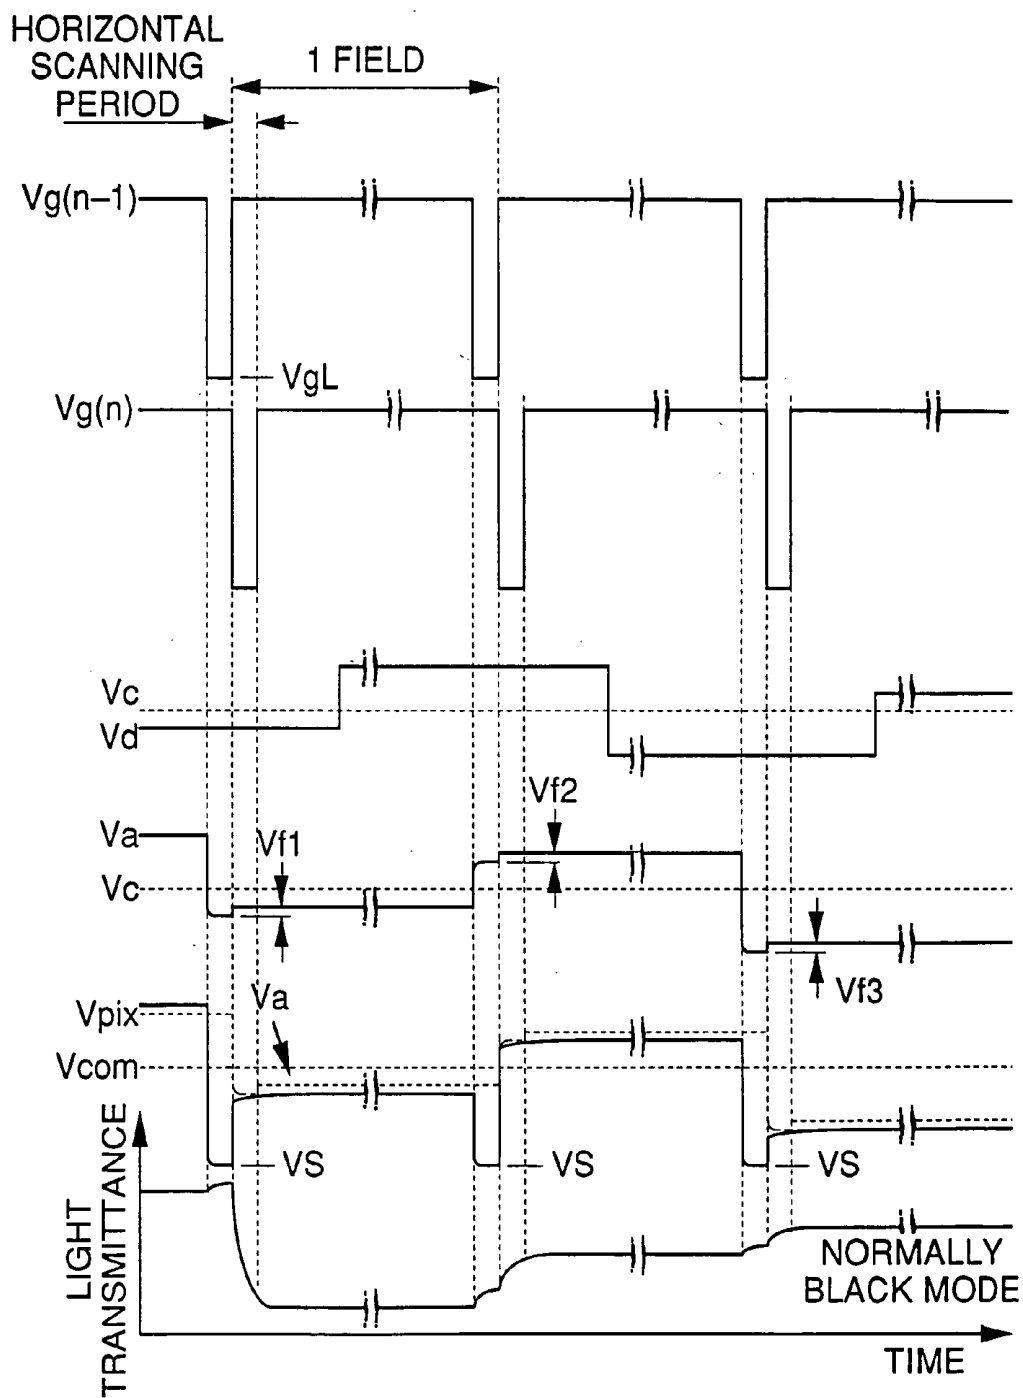 HORIZONTAL
SCANNING
PERIOD
1 FIELD
Vg(n–1)
VgL
Vg(n)
Vc
Vd
Vf2
Va
Vf1
Vc
Va
Vf3
Vpix
Vcom
VS
VS
VS
LIGHT
TRANSMITTANCE
NORMALLY
BLACK MODE
TIME